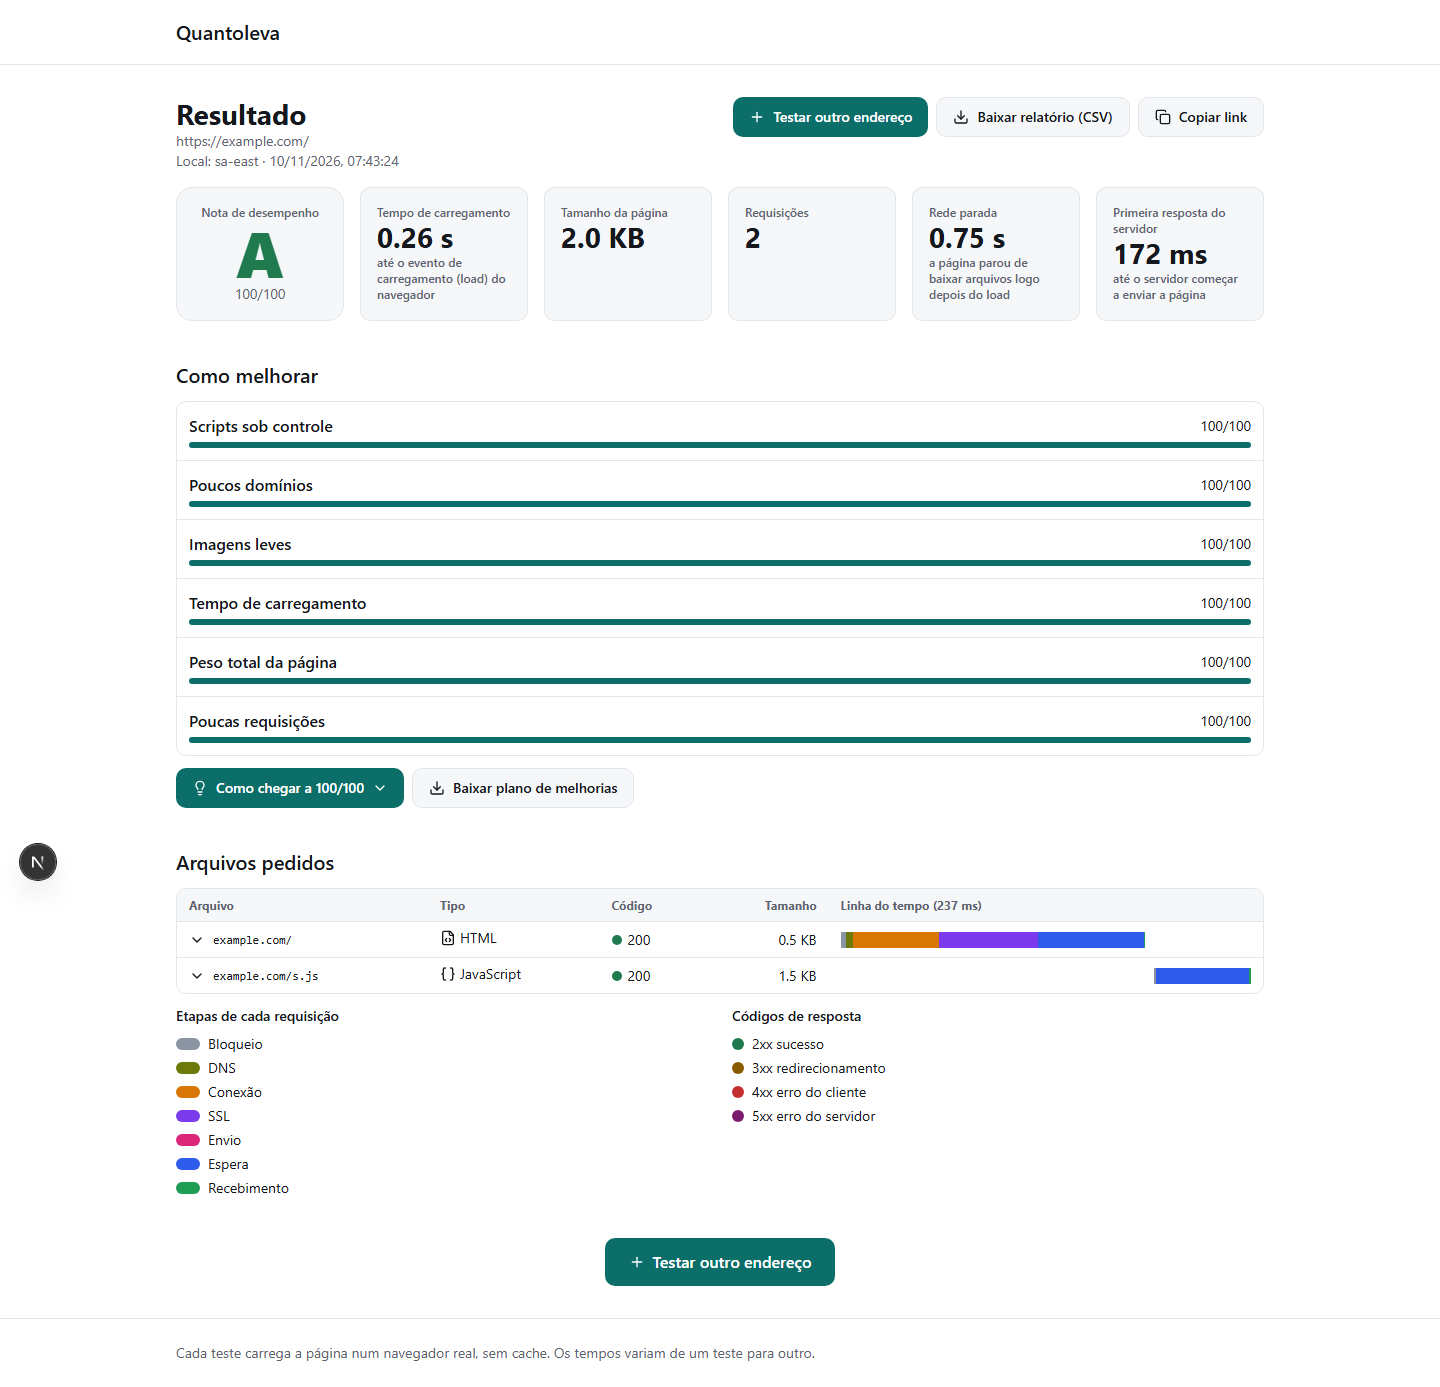 Quantoleva
Resultado
https://example.com/
Local: sa-east · 10/11/2026, 07:43:24
Testar outro endereço
Baixar relatório (CSV)
Copiar link
Nota de desempenho
A
100/100
Tempo de carregamento
0.26 s
até o evento de
carregamento (load) do
navegador
Tamanho da página
2.0 KB
Requisições
2
Rede parada
0.75 s
a página parou de
baixar arquivos logo
depois do load
Primeira resposta do
servidor
172 ms
até o servidor começar
a enviar a página
Como melhorar
Scripts sob controle 100/100
Poucos domínios 100/100
Imagens leves 100/100
Tempo de carregamento 100/100
Peso total da página 100/100
Poucas requisições 100/100
Como chegar a 100/100
Baixar plano de melhorias
N
Arquivos pedidos
Arquivo Tipo Código Tamanho Linha do tempo (237 ms)
example.com/ HTML 200 0.5 KB
example.com/s.js JavaScript 200 1.5 KB
Etapas de cada requisição
Bloqueio
DNS
Conexão
SSL
Envio
Espera
Recebimento
Códigos de resposta
2xx sucesso
3xx redirecionamento
4xx erro do cliente
5xx erro do servidor
Testar outro endereço
Cada teste carrega a página num navegador real, sem cache. Os tempos variam de um teste para outro.